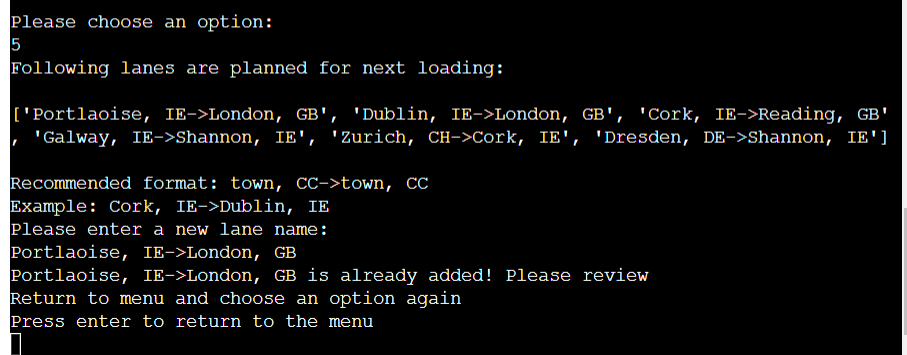 Please choose an option:
5
Following lanes are planned for next loading:
['Portlaoise, IE->London, GB', 'Dublin, IE->London, GB', 'Cork, IE->Reading, GB'
, 'Galway, IE->Shannon, IE', 'Zurich, CH->Cork, IE', 'Dresden, DE->Shannon, IE']
Recommended format: town, CC->town, CC
Example: Cork, IE->Dublin, IE
Please enter a new lane name:
Portlaoise, IE->London, GB
Portlaoise, IE->London, GB is already added! Please review
Return to menu and choose an option again
Press enter to return to the menu